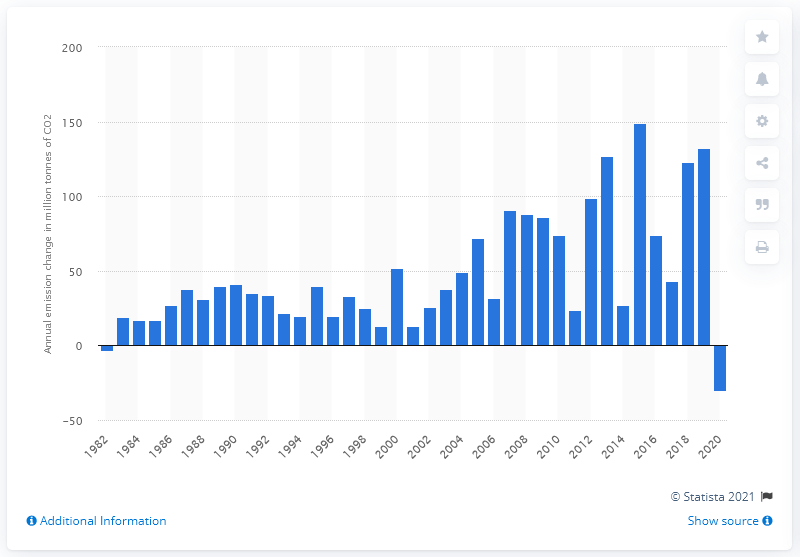 200
150
100
50
0
−50
Annual emission change in million tonnes of CO2
1982 1984 1986 1988 1990 1992 1994 1996 1998 2000 2002 2004 2006 2008 2010 2012 2014 2016 2018 2020
© Statista 2021
Additional Information
Show source